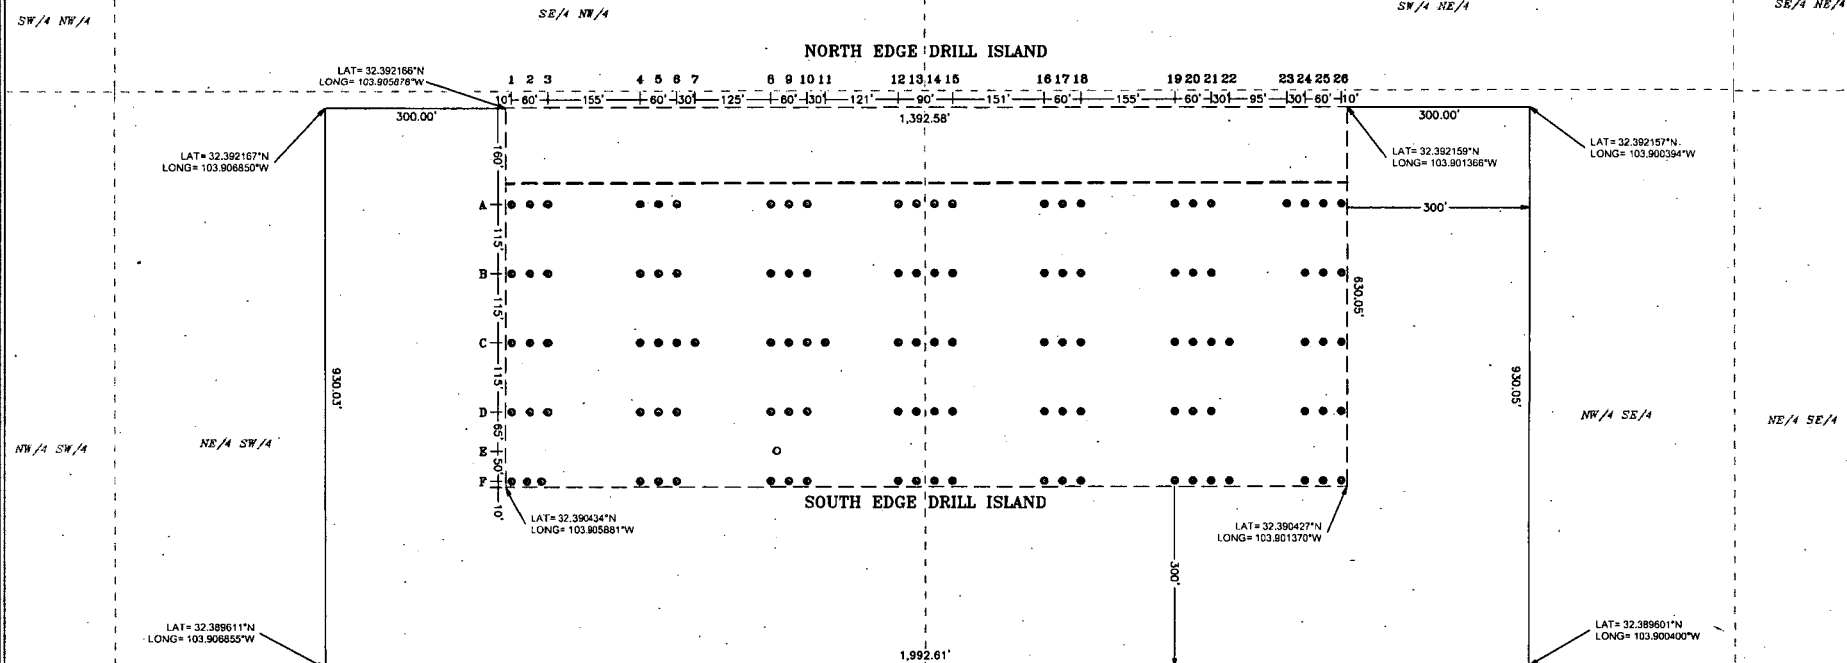 SW/4 NW/4
SE/4 NW/4
SW/4 NE/4
SE/4 NE/4
NORTH EDGE DRILL ISLAND
LAT= 32.392166°N
LONG= 103.905876°W
1 2 3 4 5 6 7 8 9 10 11 12 13 14 15 16 17 18 19 20 21 22 23 24 25 26
10' 60' 155' 60' 30' 125' 60' 30' 121' 90' 151' 60' 155' 60' 30' 95' 30' 60' 10'
300.00'
1,392.58'
300.00'
LAT= 32.392167°N
LONG= 103.906850°W
LAT= 32.392159°N
LONG= 103.901366°W
LAT= 32.392157°N
LONG= 103.900394°W
160'
A
300'
115'
B
115'
630.05'
C
115'
930.03'
930.05'
D
65'
NW/4 SW/4
NE/4 SW/4
NW/4 SE/4
NE/4 SE/4
E
50'
F
10'
SOUTH EDGE DRILL ISLAND
LAT= 32.390434°N
LONG= 103.905881°W
LAT= 32.390427°N
LONG= 103.901370°W
300'
LAT= 32.389611°N
LONG= 103.906855°W
LAT= 32.389601°N
LONG= 103.900400°W
1,992.61'